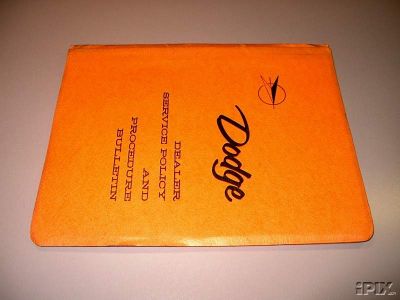 Dodge
DEALER
SERVICE POLICY
AND
PROCEDURE
BULLETIN
iPIX